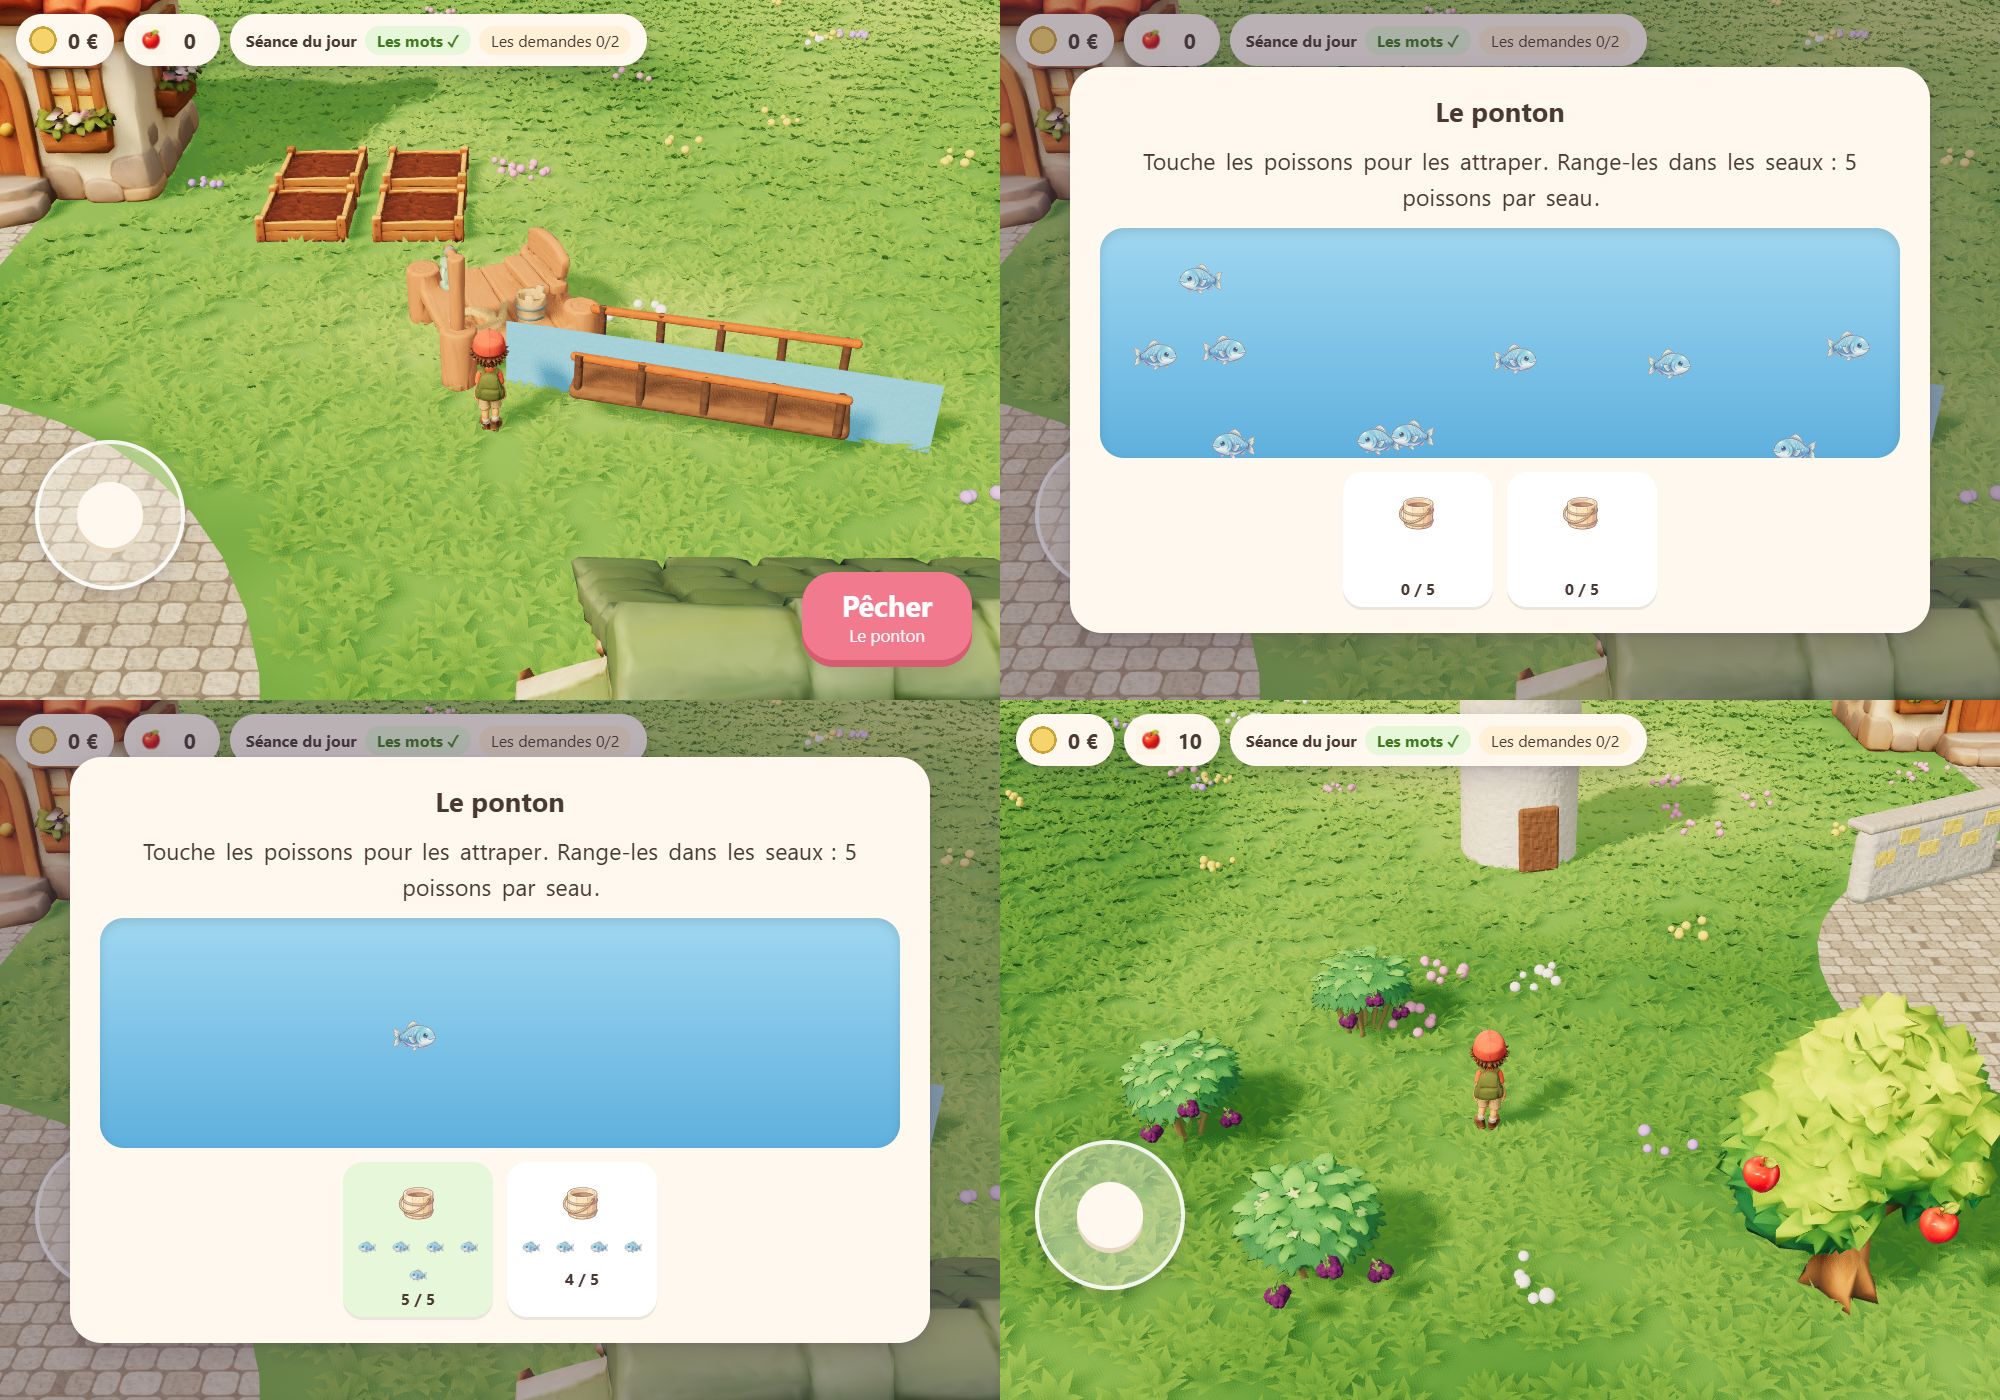 0 €
0
Séance du jour
Les mots ✓
Les demandes 0/2
Pêcher
Le ponton
0 €
0
Séance du jour
Les mots ✓
Les demandes 0/2
Le ponton
Touche les poissons pour les attraper. Range-les dans les seaux : 5
poissons par seau.
0 / 5
0 / 5
0 €
0
Séance du jour
Les mots ✓
Les demandes 0/2
Le ponton
Touche les poissons pour les attraper. Range-les dans les seaux : 5
poissons par seau.
5 / 5
4 / 5
0 €
10
Séance du jour
Les mots ✓
Les demandes 0/2